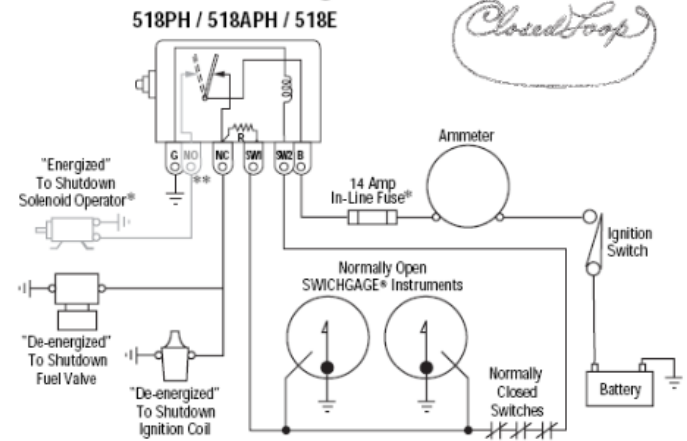 518PH / 518APH / 518E
Closed Loop
R
G NO NC SW1 SW2 B
**
"Energized"
To Shutdown
Solenoid Operator*
14 Amp
In-Line Fuse*
Ammeter
Ignition
Switch
Normally Open
SWICHGAGE® Instruments
"De-energized"
To Shutdown
Fuel Valve
"De-energized"
To Shutdown
Ignition Coil
Normally
Closed
Switches
Battery